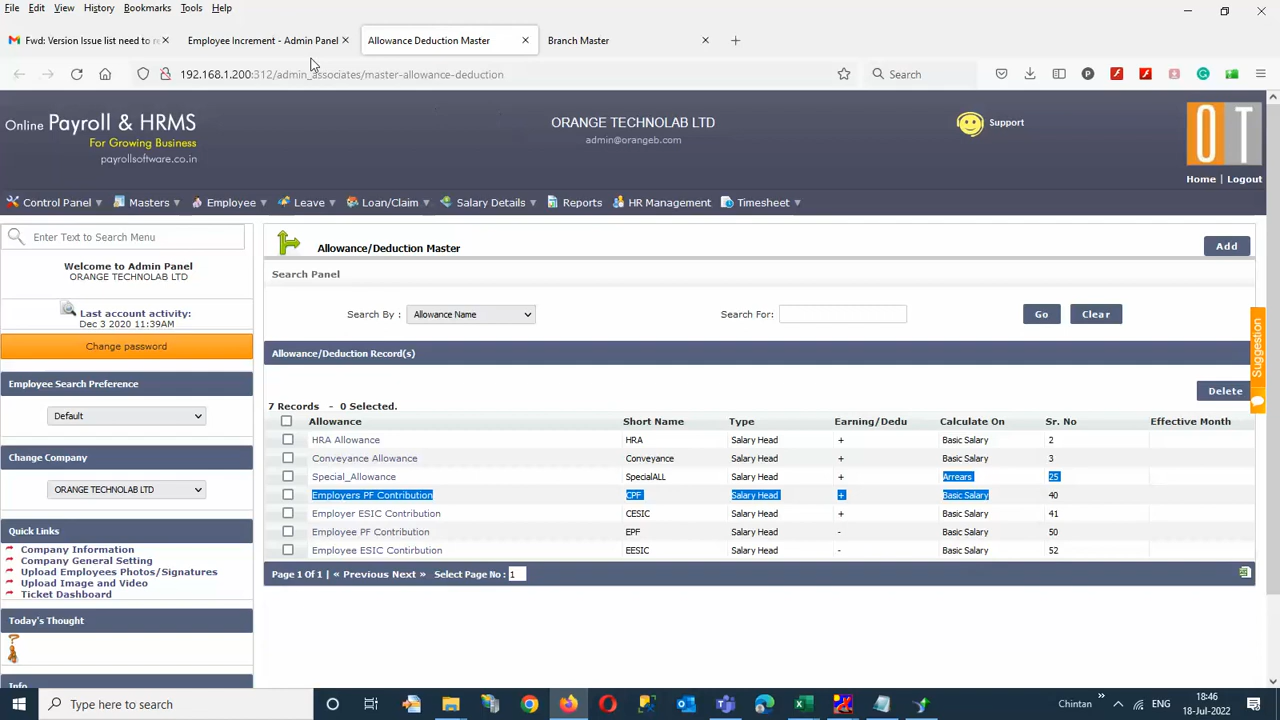 File Edit View History Bookmarks Tools Help
Fwd: Version Issue list need to re Employee Increment - Admin Panel Allowance Deduction Master Branch Master
192.168.1.200:312/admin_associates/master-allowance-deduction Search
Online Payroll & HRMS
For Growing Business
payrollsoftware.co.in
ORANGE TECHNOLAB LTD
admin@orangeb.com
Support
OT
Home | Logout
Control Panel Masters Employee Leave Loan/Claim Salary Details Reports HR Management Timesheet
Enter Text to Search Menu
Welcome to Admin Panel
ORANGE TECHNOLAB LTD
Last account activity:
Dec 3 2020 11:39AM
Change password
Employee Search Preference
Default
Change Company
ORANGE TECHNOLAB LTD
Quick Links
Company Information
Company General Setting
Upload Employees Photos/Signatures
Upload Image and Video
Ticket Dashboard
Today's Thought
Info
Allowance/Deduction Master Add
Search Panel
Search By : Allowance Name Search For: Go Clear
Allowance/Deduction Record(s)
Delete
7 Records - 0 Selected.
Allowance Short Name Type Earning/Dedu Calculate On Sr. No Effective Month
HRA Allowance HRA Salary Head + Basic Salary 2
Conveyance Allowance Conveyance Salary Head + Basic Salary 3
Special_Allowance SpecialALL Salary Head + Arrears 25
Employers PF Contribution CPF Salary Head + Basic Salary 40
Employer ESIC Contribution CESIC Salary Head + Basic Salary 41
Employee PF Contribution EPF Salary Head - Basic Salary 50
Employee ESIC Contirbution EESIC Salary Head - Basic Salary 52
Page 1 Of 1 | « Previous Next » Select Page No : 1
Suggestion
Type here to search
Chintan ENG 18:46
18-Jul-2022